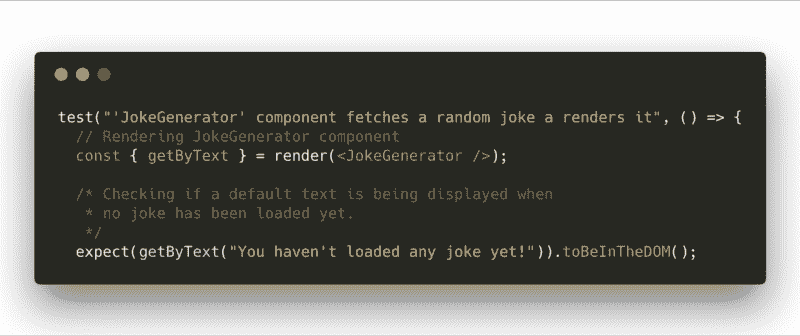 test("'JokeGenerator' component fetches a random joke a renders it", () => {
// Rendering JokeGenerator component
const { getByText } = render(<JokeGenerator />);
/* Checking if a default text is being displayed when
* no joke has been loaded yet.
*/
expect(getByText("You haven't loaded any joke yet!")).toBeInTheDOM();